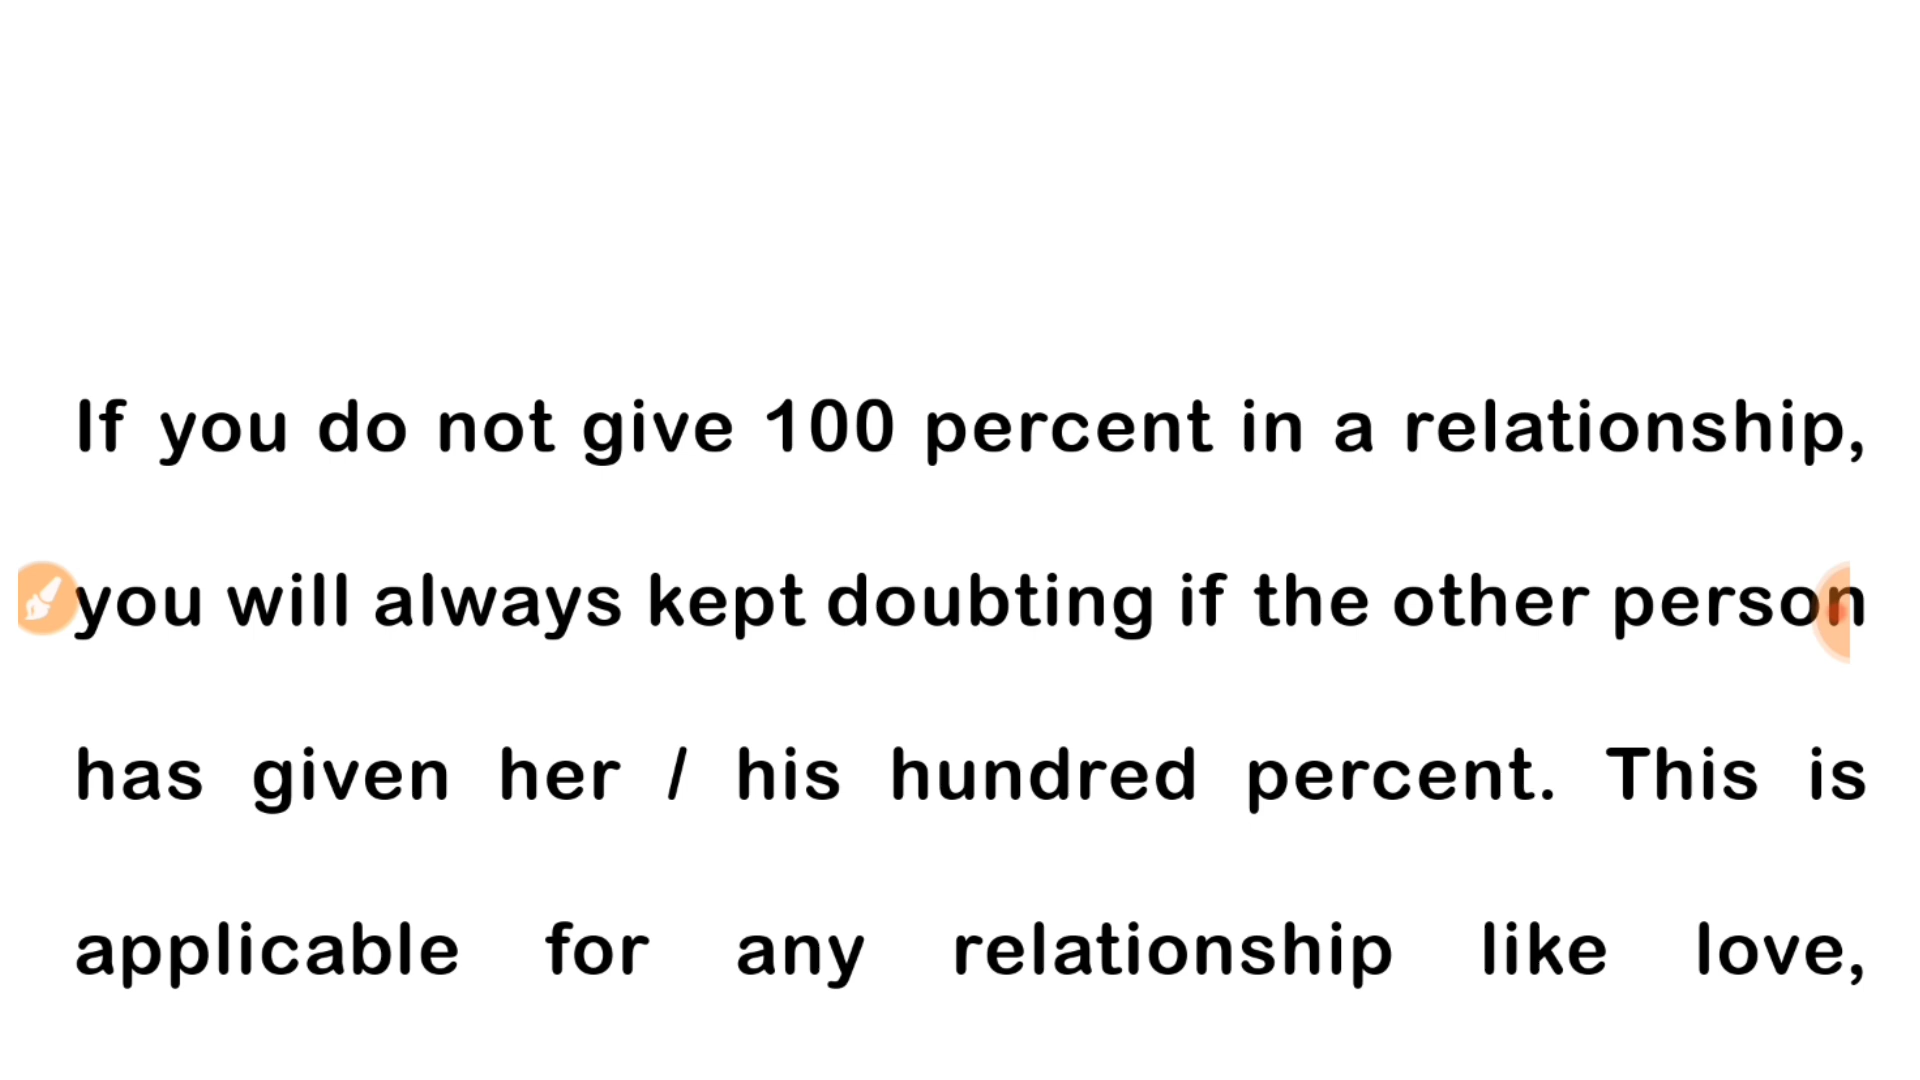 If you do not give 100 percent in a relationship,
you will always kept doubting if the other person
has given her / his hundred percent. This is
applicable for any relationship like love,